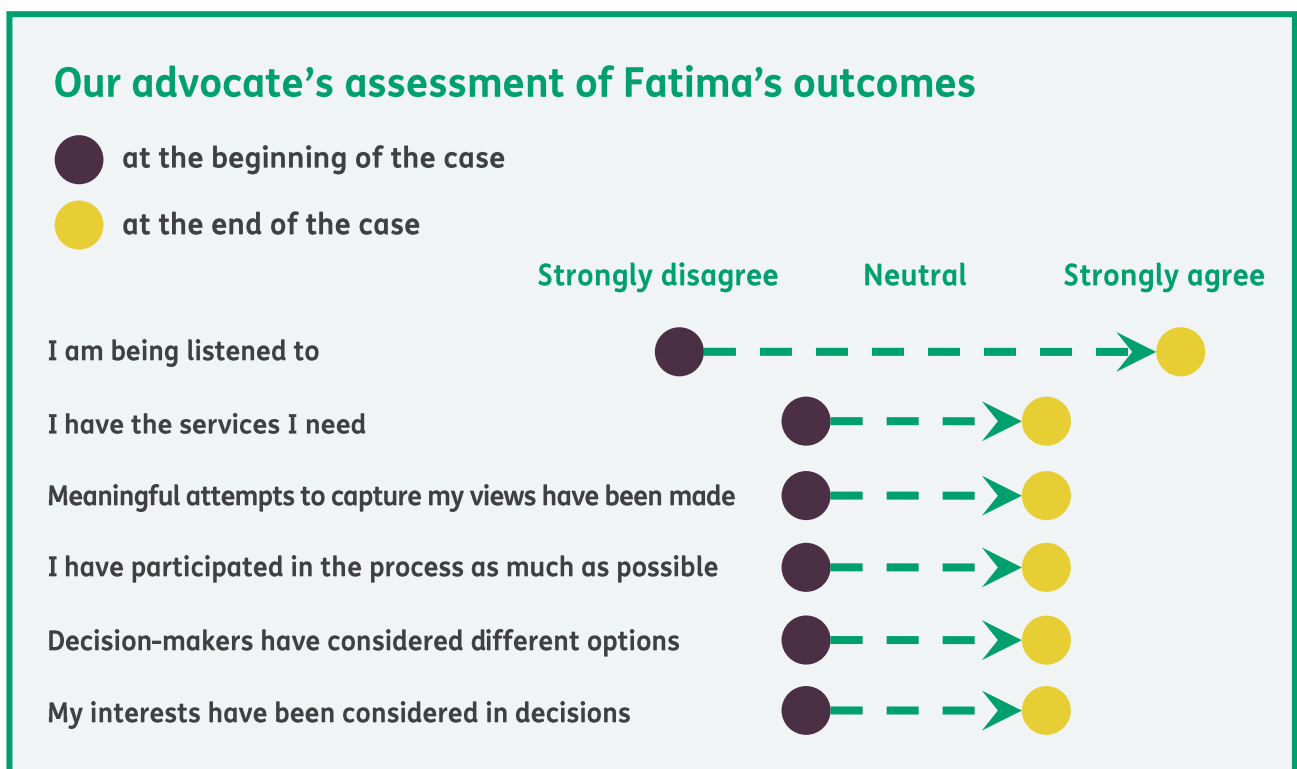 Our advocate’s assessment of Fatima’s outcomes
at the beginning of the case
at the end of the case
Strongly disagree Neutral Strongly agree
I am being listened to
I have the services I need
Meaningful attempts to capture my views have been made
I have participated in the process as much as possible
Decision-makers have considered different options
My interests have been considered in decisions